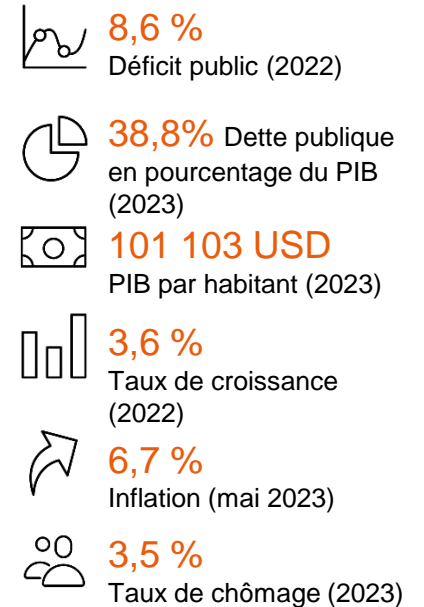 8,6 %
Déficit public (2022)
38,8% Dette publique
en pourcentage du PIB
(2023)
101 103 USD
PIB par habitant (2023)
3,6 %
Taux de croissance
(2022)
6,7 %
Inflation (mai 2023)
3,5 %
Taux de chômage (2023)